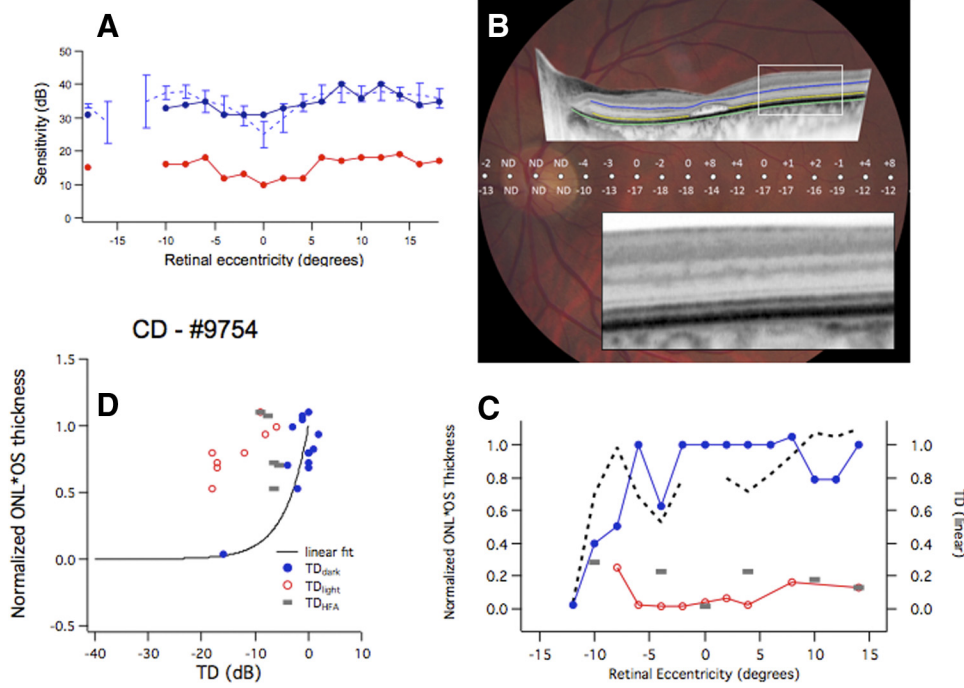 A
Sensitivity (dB)
50
40
30
20
10
0
-15
-10
-5
0
5
10
15
Retinal eccentricity (degrees)
B
-2 ND ND ND -4 -3 0 -2 0 +8 +4 0 +1 +2 -1 +4 +8
-13 ND ND ND -10 -13 -17 -18 -18 -14 -12 -17 -17 -16 -19 -12 -12
CD - #9754
D
Normalized ONL*OS thickness
1.5
1.0
0.5
0.0
-0.5
-40
-30
-20
-10
0
10
TD (dB)
linear fit
TDdark
TDlight
TDHFA
C
Normalized ONL*OS Thickness
1.0
0.8
0.6
0.4
0.2
0.0
-15
-10
-5
0
5
10
15
Retinal Eccentricity (degrees)
1.0
0.8
0.6
0.4
0.2
0.0
TD (linear)